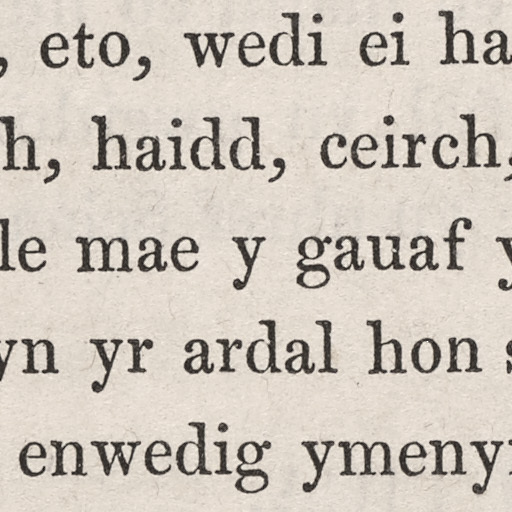 , eto, wedi ei ha
h, haidd, ceirch,
le mae y gauaf y
yn yr ardal hon s
enwedig ymeny